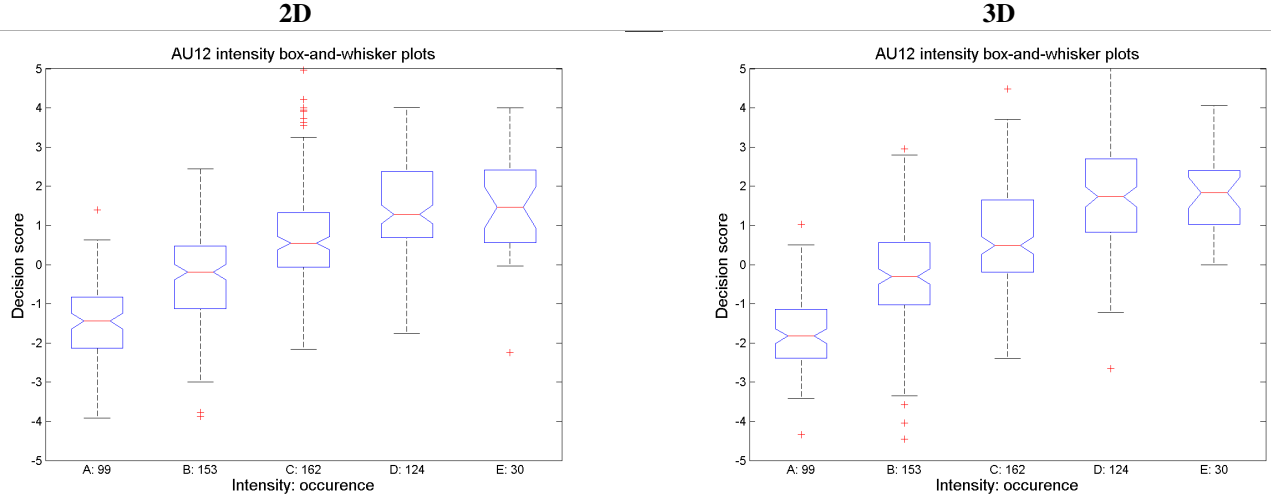 2D
3D
AU12 intensity box-and-whisker plots
5
4
3
2
1
0
-1
-2
-3
-4
-5
Decision score
A: 99 B: 153 C: 162 D: 124 E: 30
Intensity: occurence
AU12 intensity box-and-whisker plots
5
4
3
2
1
0
-1
-2
-3
-4
-5
Decision score
A: 99 B: 153 C: 162 D: 124 E: 30
Intensity: occurence